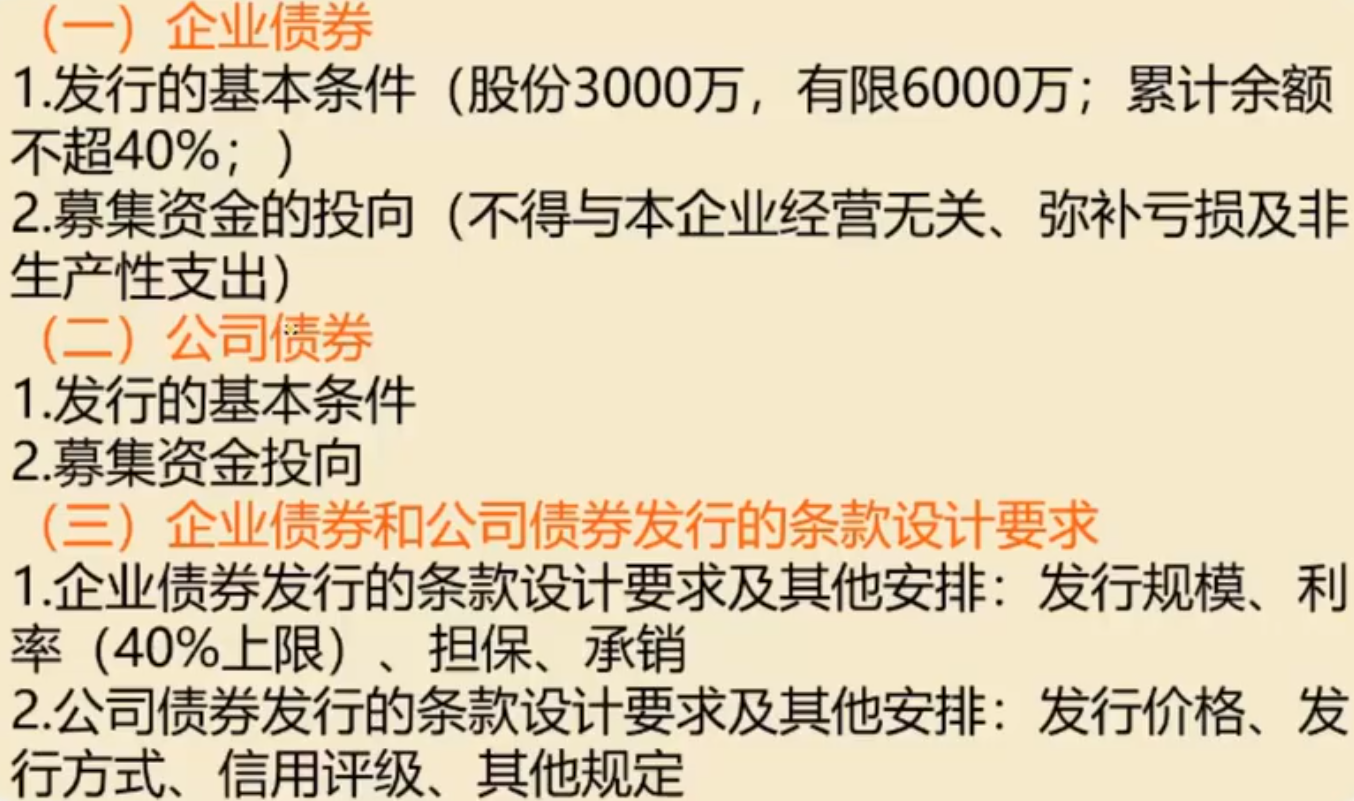 （一）企业债券
1.发行的基本条件（股份3000万，有限6000万；累计余额
不超40%；）
2.募集资金的投向（不得与本企业经营无关、弥补亏损及非
生产性支出）
（二）公司债券
1.发行的基本条件
2.募集资金投向
（三）企业债券和公司债券发行的条款设计要求
1.企业债券发行的条款设计要求及其他安排：发行规模、利
率（40%上限）、担保、承销
2.公司债券发行的条款设计要求及其他安排：发行价格、发
行方式、信用评级、其他规定